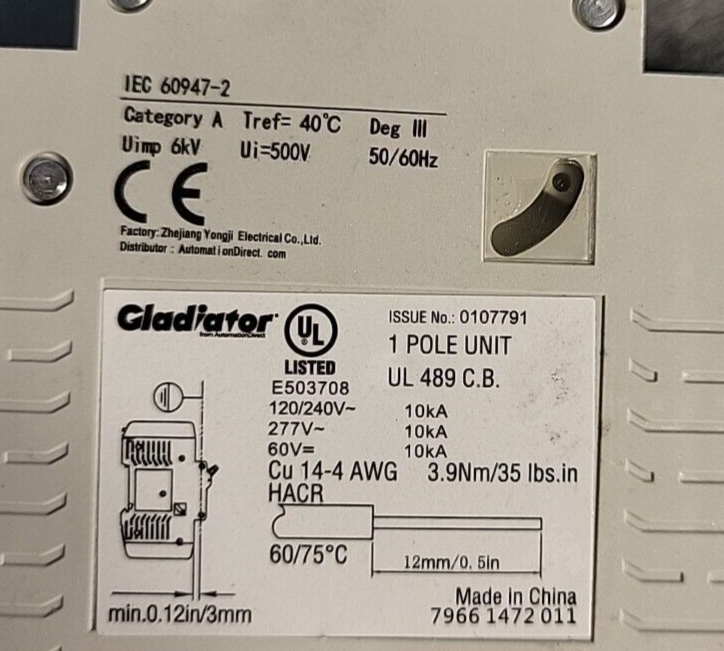 IEC 60947-2
Category A Tref= 40℃ Deg III
Uimp 6kV Ui=500V 50/60Hz
CE
Factory: Zhejiang Yongji Electrical Co.,Ltd.
Distributor : AutomationDirect. com
Gladiator
from AutomationDirect
UL
®
LISTED
E503708
ISSUE No.: 0107791
1 POLE UNIT
UL 489 C.B.
120/240V~ 10kA
277V~ 10kA
60V= 10kA
Cu 14-4 AWG 3.9Nm/35 lbs.in
HACR
60/75°C
12mm/0. 5in
min.0.12in/3mm
Made in China
7966 1472 011